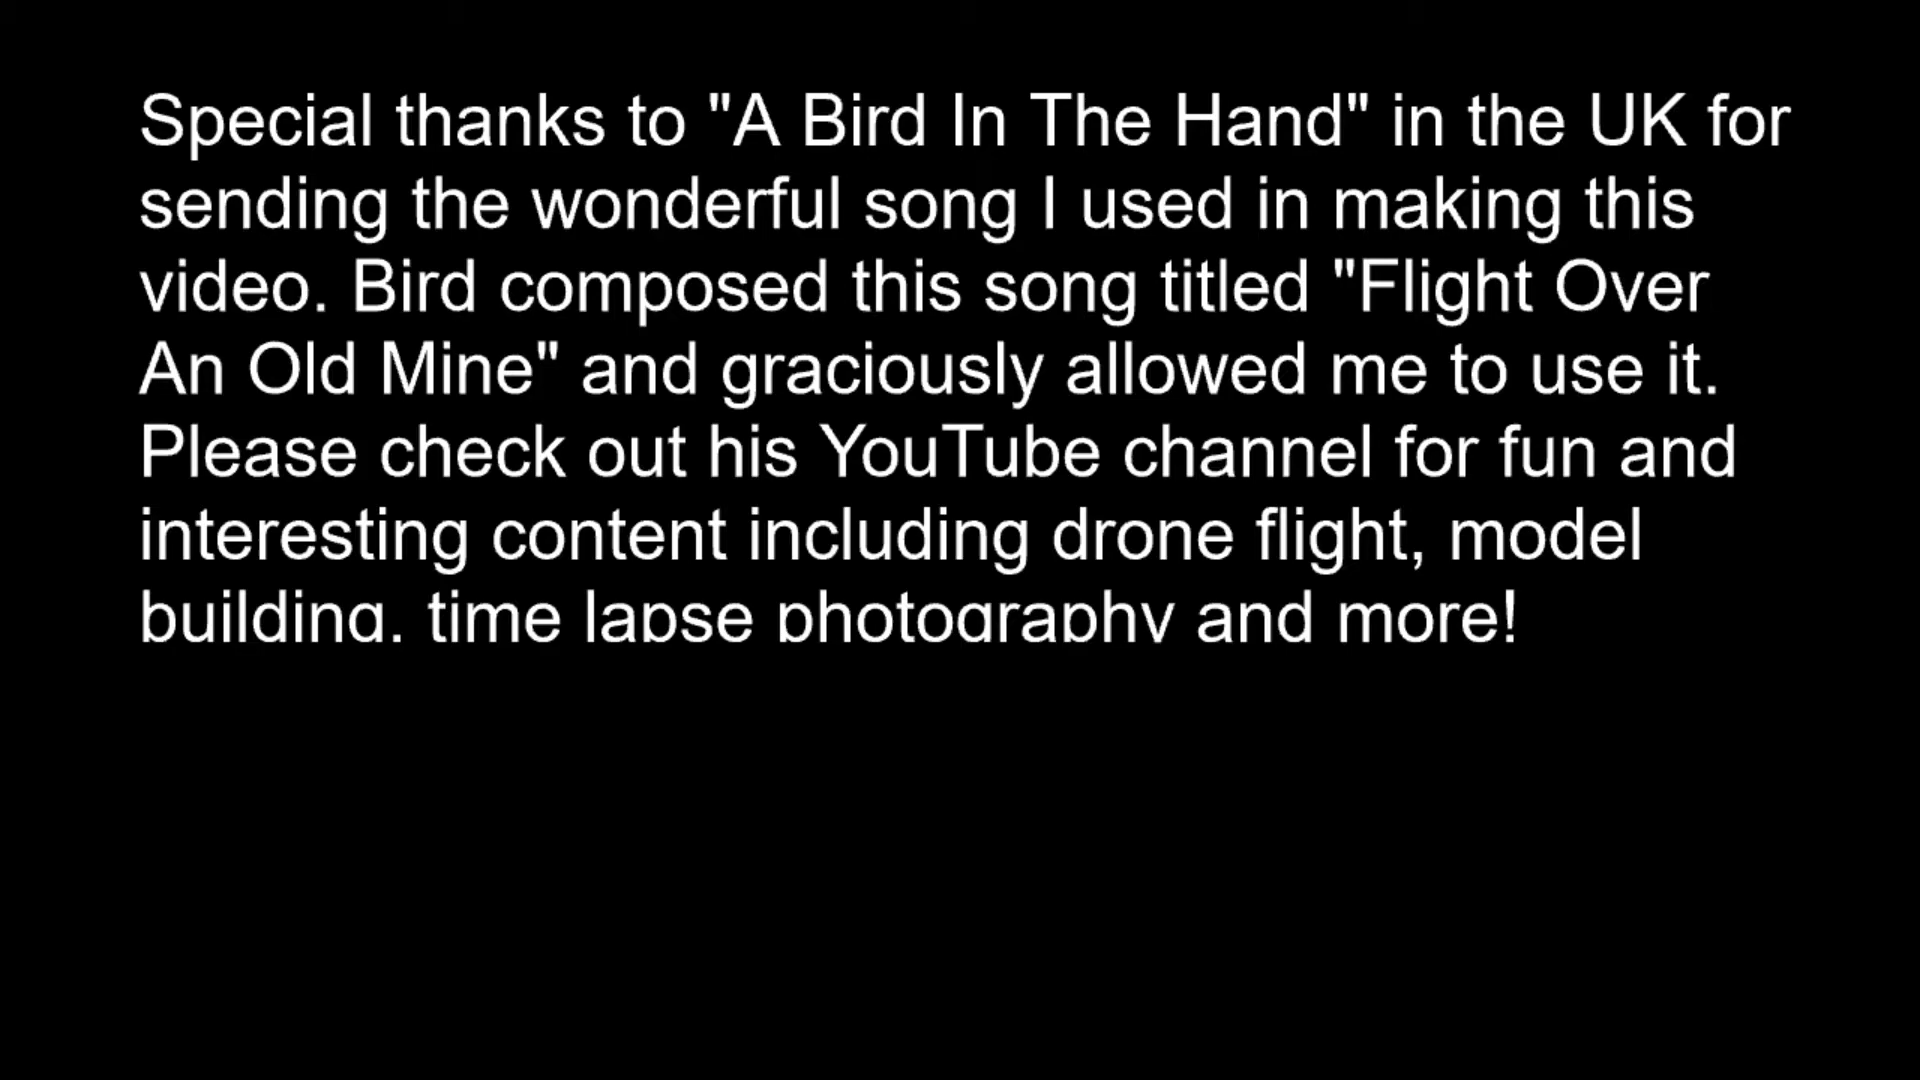 Special thanks to "A Bird In The Hand" in the UK for
sending the wonderful song I used in making this
video. Bird composed this song titled "Flight Over
An Old Mine" and graciously allowed me to use it.
Please check out his YouTube channel for fun and
interesting content including drone flight, model
building, time lapse photography and more!